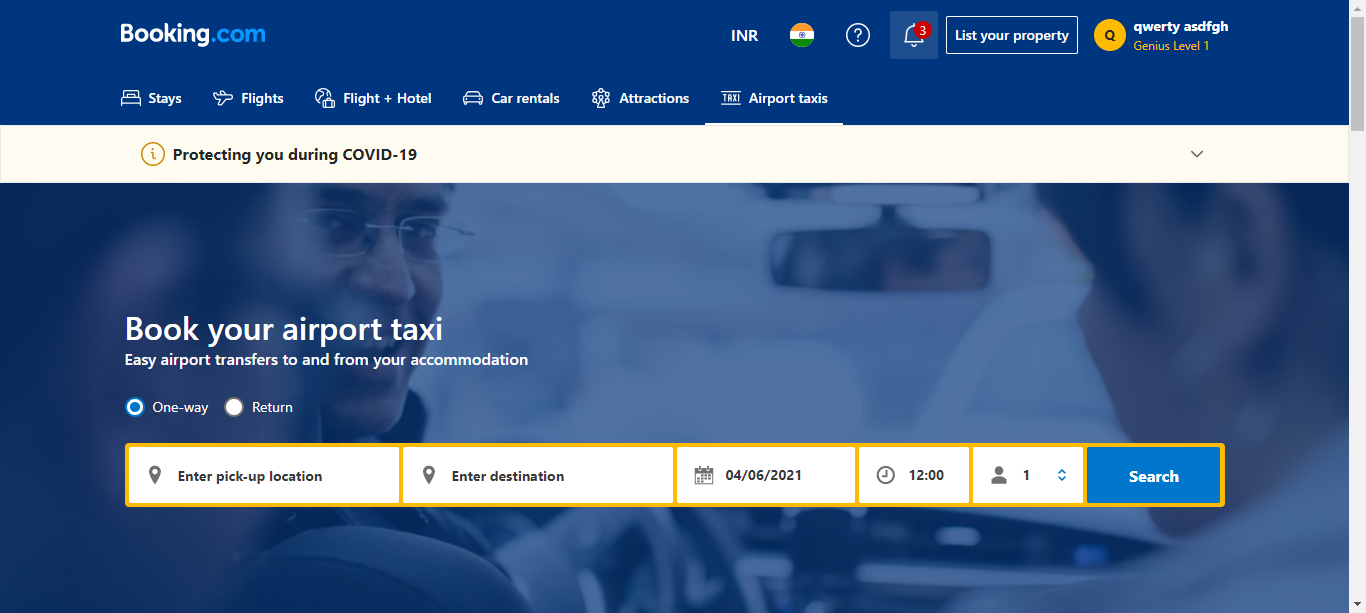 Booking.com
INR
3
List your property
Q
qwerty asdfgh
Genius Level 1
Stays
Flights
Flight + Hotel
Car rentals
Attractions
TAXI
Airport taxis
Protecting you during COVID-19
Book your airport taxi
Easy airport transfers to and from your accommodation
One-way
Return
Enter pick-up location
Enter destination
04/06/2021
12:00
1
Search